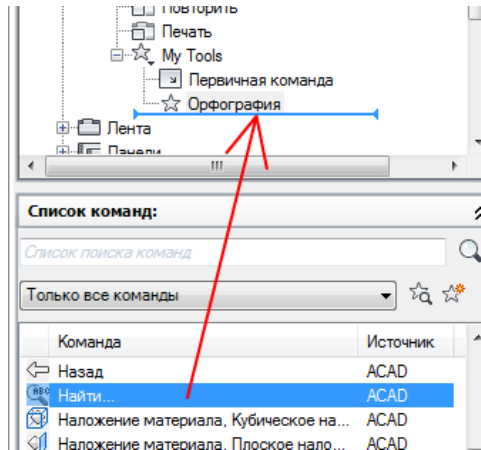 Повторить
Печать
My Tools
Первичная команда
Орфография
Лента
Панели
Список команд:
Список поиска команд
Только все команды
Команда Источник
Назад ACAD
Найти... ACAD
Наложение материала, Кубическое на... ACAD
Наложение материала, Плоское нало... ACAD